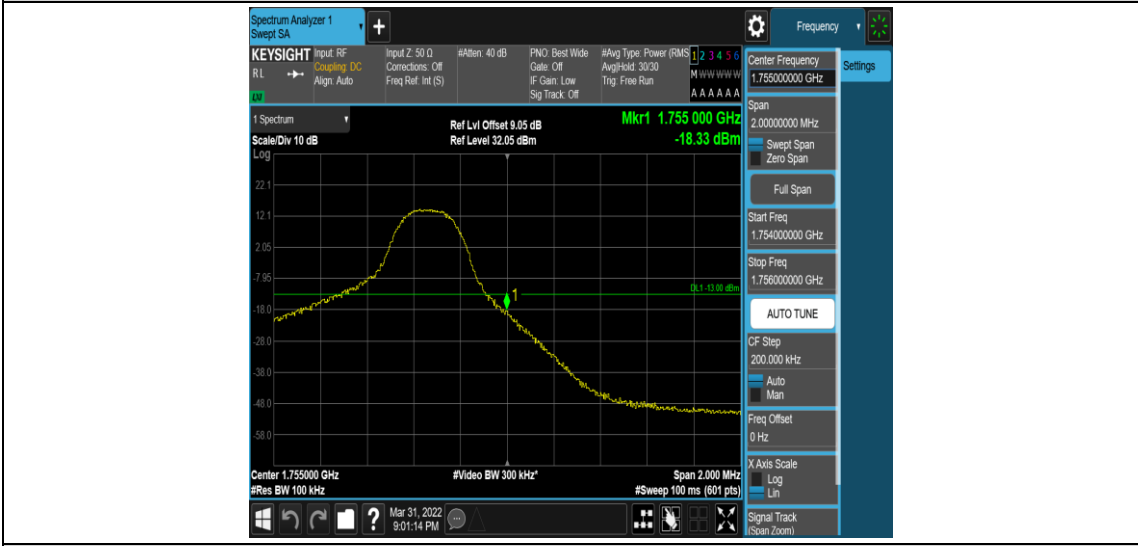 Spectrum Analyzer 1
Swept SA
+
Frequency
KEYSIGHT
RL
Input: RF
Coupling: DC
Align: Auto
Input Z: 50 Ω
Corrections: Off
Freq Ref: Int (S)
#Atten: 40 dB
PNO: Best Wide
Gate: Off
IF Gain: Low
Sig Track: Off
#Avg Type: Power (RMS
Avg|Hold: 30/30
Trig: Free Run
1 2 3 4 5 6
M W W W W W
A A A A A A
1 Spectrum
Scale/Div 10 dB
Log
Ref Lvl Offset 9.05 dB
Ref Level 32.05 dBm
Mkr1 1.755 000 GHz
-18.33 dBm
22.1
12.1
2.05
-7.95
-18.0
-28.0
-38.0
-48.0
-58.0
DL1 -13.00 dBm
1
Center 1.755000 GHz
#Res BW 100 kHz
#Video BW 300 kHz*
Span 2.000 MHz
#Sweep 100 ms (601 pts)
Mar 31, 2022
9:01:14 PM
?
Center Frequency
1.755000000 GHz
Settings
Span
2.00000000 MHz
Swept Span
Zero Span
Full Span
Start Freq
1.754000000 GHz
Stop Freq
1.756000000 GHz
AUTO TUNE
CF Step
200.000 kHz
Auto
Man
Freq Offset
0 Hz
X Axis Scale
Log
Lin
Signal Track
(Span Zoom)